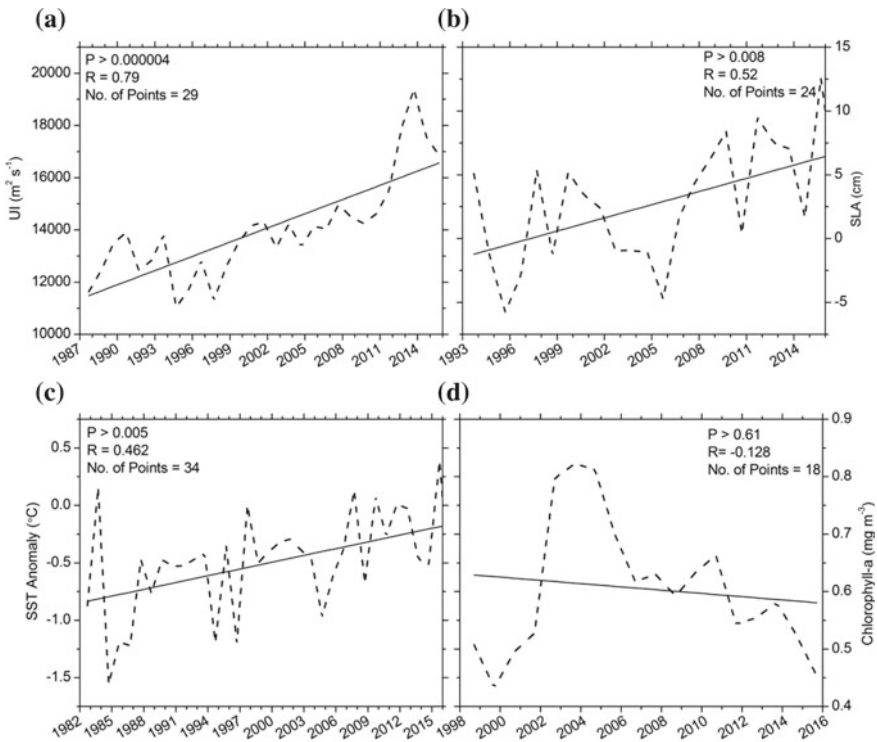 (a)
P > 0.000004
R = 0.79
No. of Points = 29
20000
18000
16000
14000
12000
10000
UI (m² s⁻¹)
1987 1990 1993 1996 1999 2002 2005 2008 2011 2014
(b)
P > 0.008
R = 0.52
No. of Points = 24
15
10
5
0
-5
SLA (cm)
1993 1996 1999 2002 2005 2008 2011 2014
(c)
P > 0.005
R = 0.462
No. of Points = 34
0.5
0.0
-0.5
-1.0
-1.5
SST Anomaly (°C)
1982 1985 1988 1991 1994 1997 2000 2003 2006 2009 2012 2015
(d)
P > 0.61
R= -0.128
No. of Points = 18
0.9
0.8
0.7
0.6
0.5
0.4
Chlorophyll-a (mg m⁻³)
1998 2000 2002 2004 2006 2008 2010 2012 2014 2016